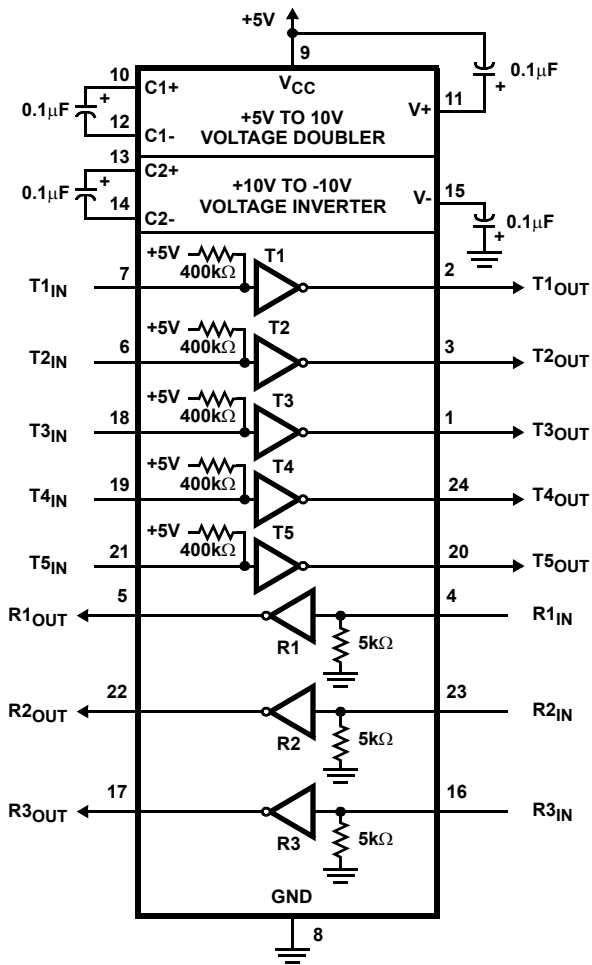 +5V
9
10
C1+
VCC
0.1μF
+
0.1μF
+
11
V+
12
C1-
+5V TO 10V
VOLTAGE DOUBLER
13
C2+
0.1μF
+
14
C2-
+10V TO -10V
VOLTAGE INVERTER
V-
15
0.1μF
+
+5V
400kΩ
T1
T1IN
7
2
T1OUT
+5V
400kΩ
T2
T2IN
6
3
T2OUT
+5V
400kΩ
T3
T3IN
18
1
T3OUT
+5V
400kΩ
T4
T4IN
19
24
T4OUT
+5V
400kΩ
T5
T5IN
21
20
T5OUT
R1OUT
5
4
R1IN
R1
5kΩ
R2OUT
22
23
R2IN
R2
5kΩ
R3OUT
17
16
R3IN
R3
5kΩ
GND
8